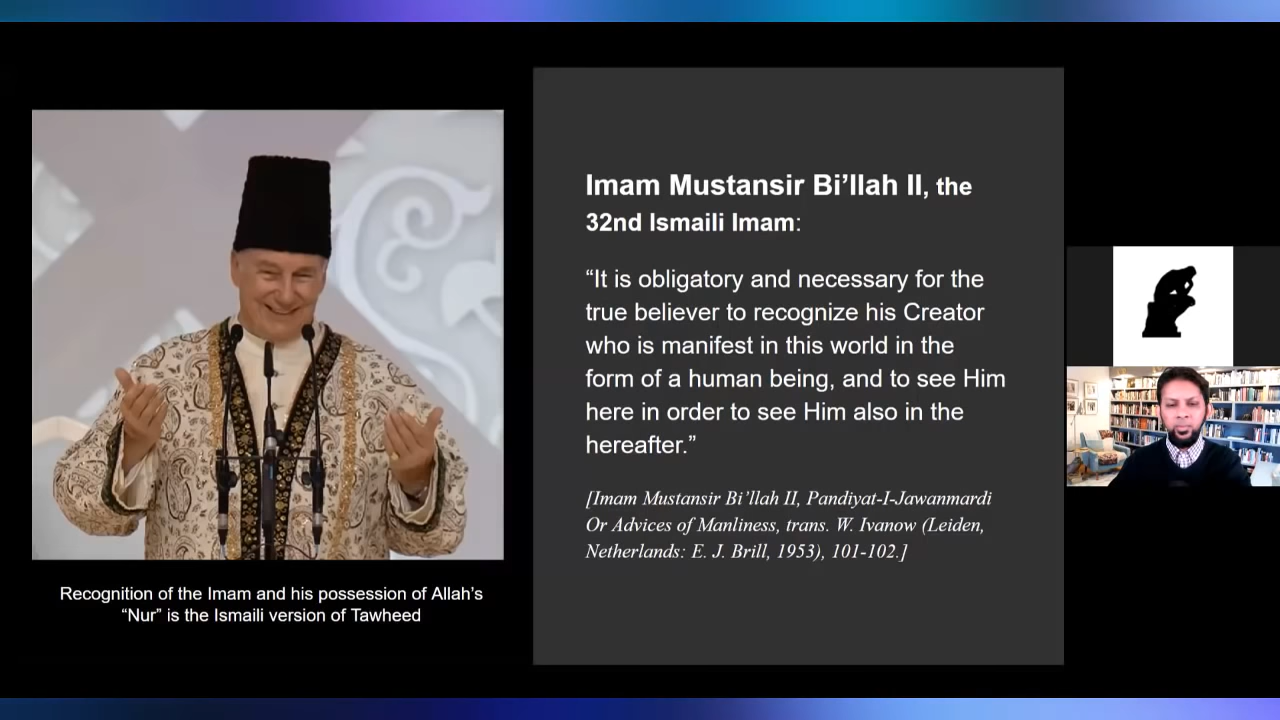 Imam Mustansir Bi’llah II, the
32nd Ismaili Imam:
“It is obligatory and necessary for the
true believer to recognize his Creator
who is manifest in this world in the
form of a human being, and to see Him
here in order to see Him also in the
hereafter.”
[Imam Mustansir Bi’llah II, Pandiyat-I-Jawanmardi
Or Advices of Manliness, trans. W. Ivanow (Leiden,
Netherlands: E. J. Brill, 1953), 101-102.]
Recognition of the Imam and his possession of Allah’s
“Nur” is the Ismaili version of Tawheed